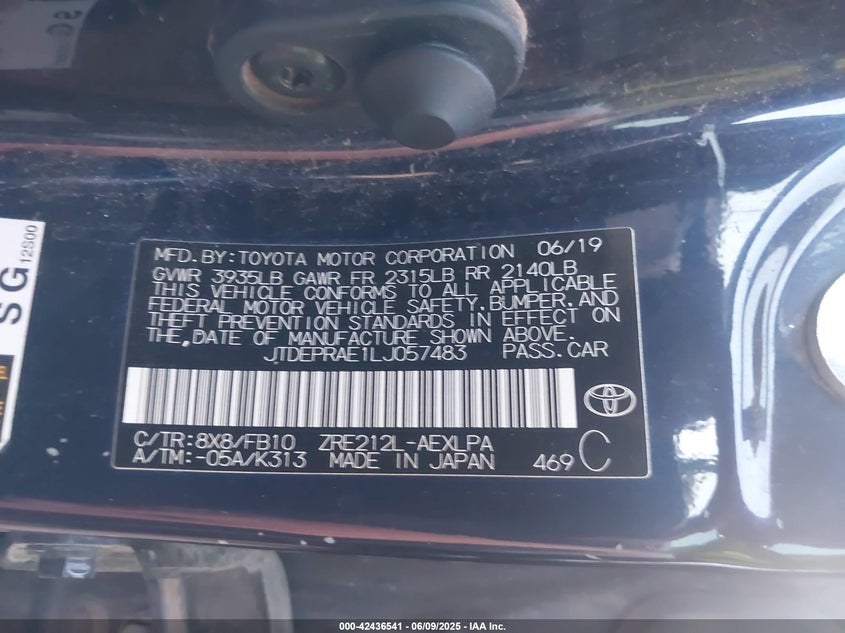 MFD.BY:TOYOTA MOTOR CORPORATION 06/19
GVWR 3935LB GAWR FR 2315LB RR 2140LB
THIS VEHICLE CONFORMS TO ALL APPLICABLE
FEDERAL MOTOR VEHICLE SAFETY, BUMPER, AND
THEFT PREVENTION STANDARDS IN EFFECT ON
THE DATE OF MANUFACTURE SHOWN ABOVE.
JTDEPRAE1LJ057483 PASS.CAR
C/TR:8X8/FB10 ZRE212L-AEXLPA
A/TM:-05A/K313 MADE IN JAPAN 469 C
SG
12S00
000-42436541 | 06/09/2025 - IAA Inc.